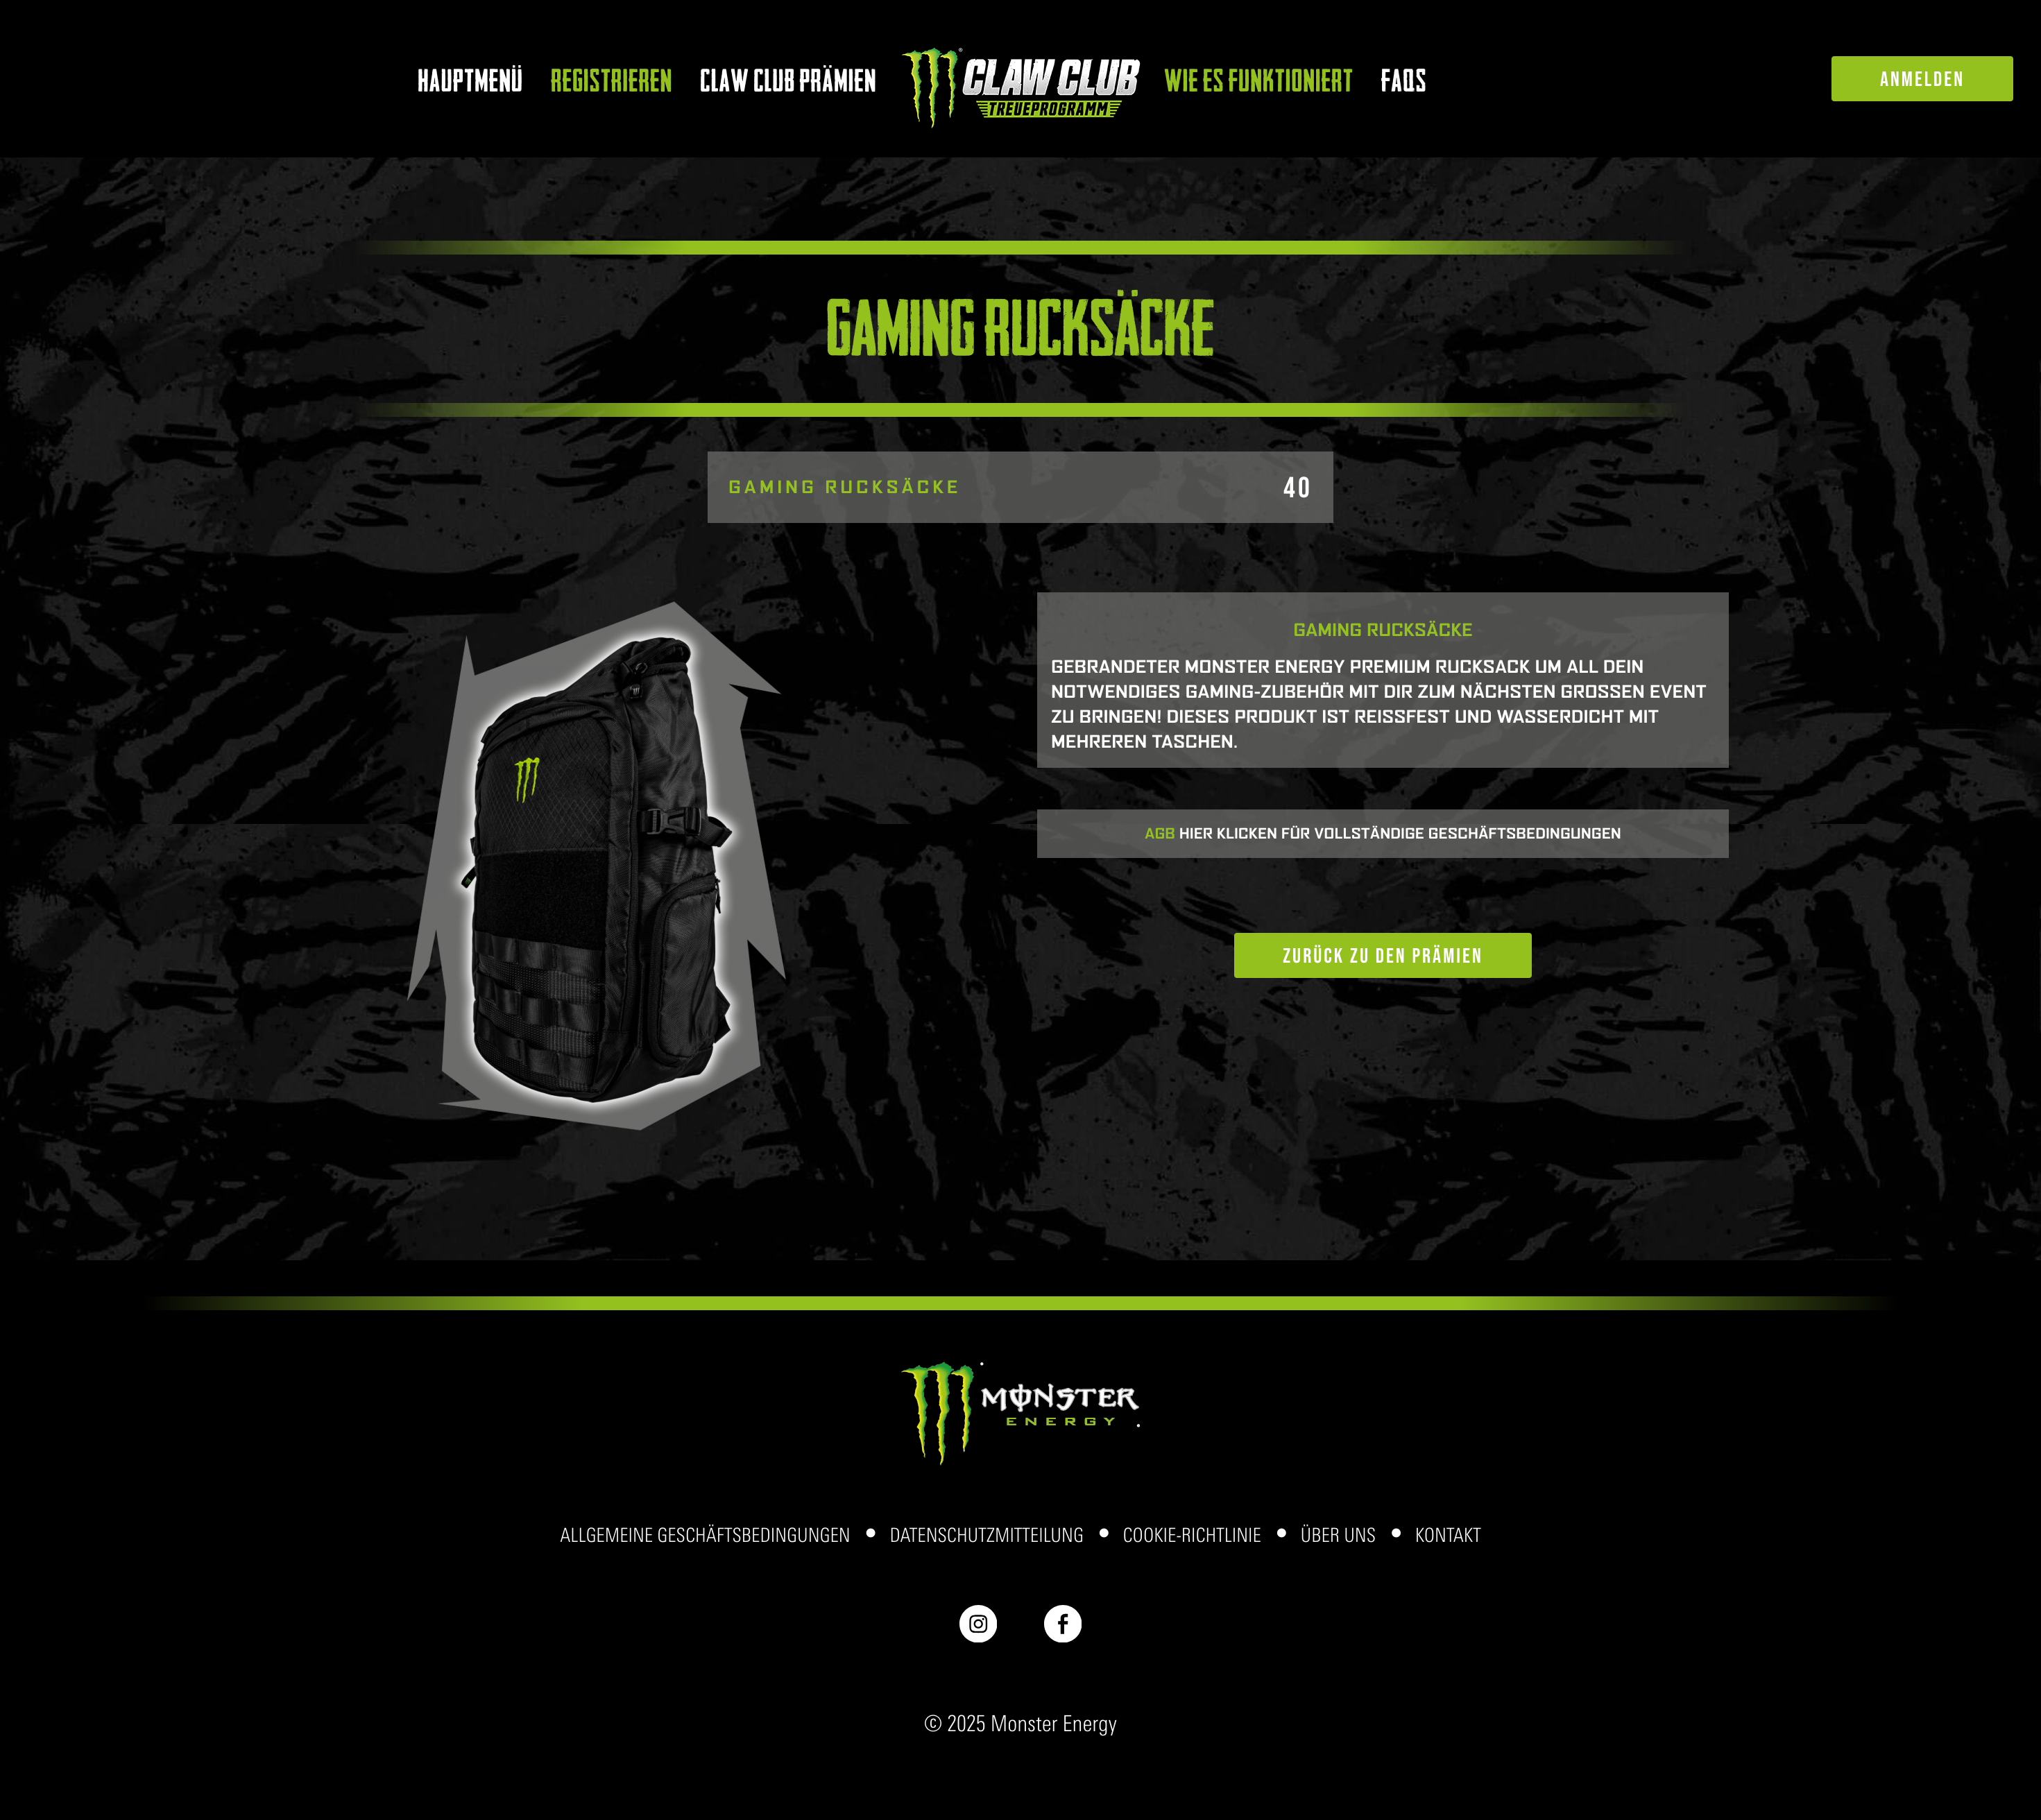 HAUPTMENÜ REGISTRIEREN CLAW CLUB PRÄMIEN CLAW CLUB WIE ES FUNKTIONIERT FAQS ANMELDEN
TREUEPROGRAMM
GAMING RUCKSÄCKE
GAMING RUCKSÄCKE 40
GAMING RUCKSÄCKE
GEBRANDETER MONSTER ENERGY PREMIUM RUCKSACK UM ALL DEIN
NOTWENDIGES GAMING-ZUBEHÖR MIT DIR ZUM NÄCHSTEN GROSSEN EVENT
ZU BRINGEN! DIESES PRODUKT IST REISSFEST UND WASSERDICHT MIT
MEHREREN TASCHEN.
AGB HIER KLICKEN FÜR VOLLSTÄNDIGE GESCHÄFTSBEDINGUNGEN
ZURÜCK ZU DEN PRÄMIEN
MONSTER
ENERGY
ALLGEMEINE GESCHÄFTSBEDINGUNGEN • DATENSCHUTZMITTEILUNG • COOKIE-RICHTLINIE • ÜBER UNS • KONTAKT
© 2025 Monster Energy